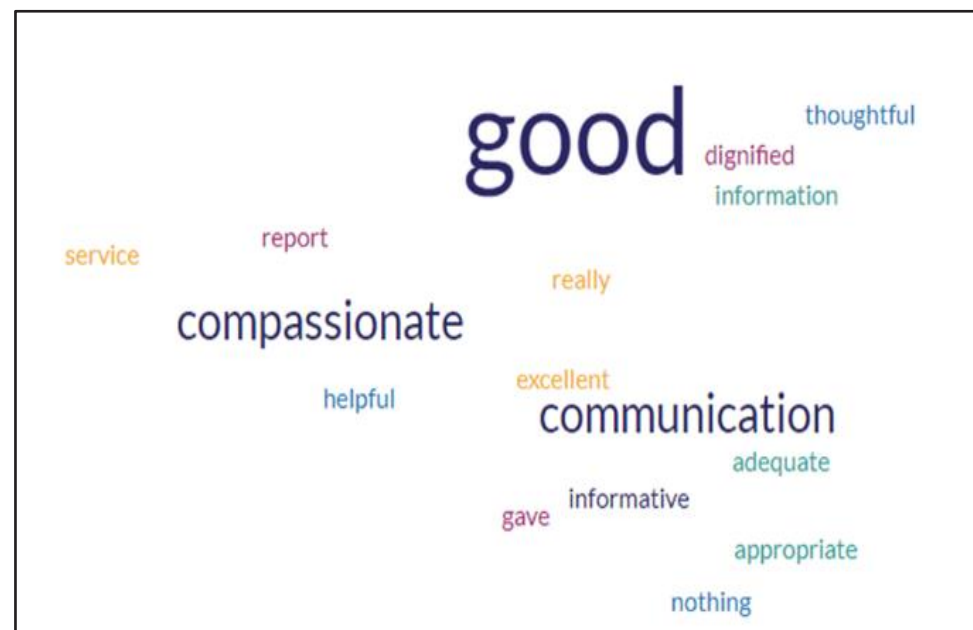 good
thoughtful
dignified
information
report
service
really
compassionate
excellent
helpful
communication
adequate
informative
gave
appropriate
nothing